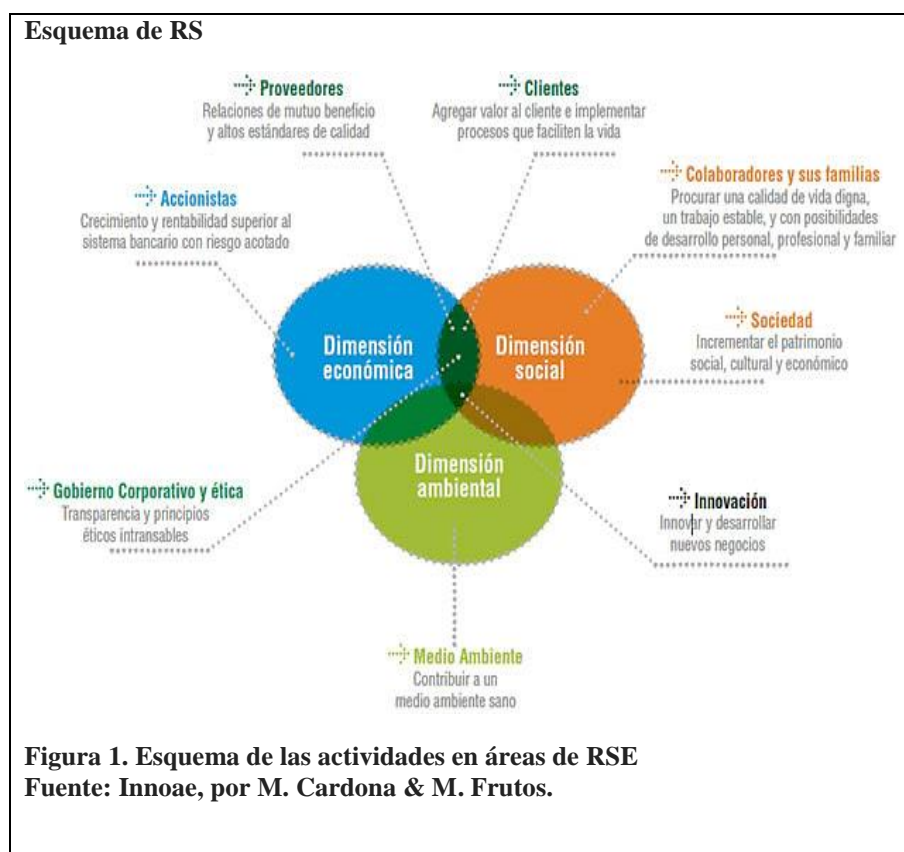 Esquema de RS
Proveedores
Relaciones de mutuo beneficio
y altos estándares de calidad
Clientes
Agregar valor al cliente e implementar
procesos que faciliten la vida
Accionistas
Crecimiento y rentabilidad superior al
sistema bancario con riesgo acotado
Colaboradores y sus familias
Procurar una calidad de vida digna,
un trabajo estable, y con posibilidades
de desarrollo personal, profesional y familiar
Sociedad
Incrementar el patrimonio
social, cultural y económico
Dimensión
económica
Dimensión
social
Dimensión
ambiental
Gobierno Corporativo y ética
Transparencia y principios
éticos intransables
Innovación
Innovar y desarrollar
nuevos negocios
Medio Ambiente
Contribuir a un
medio ambiente sano
Figura 1. Esquema de las actividades en áreas de RSE
Fuente: Innoae, por M. Cardona & M. Frutos.